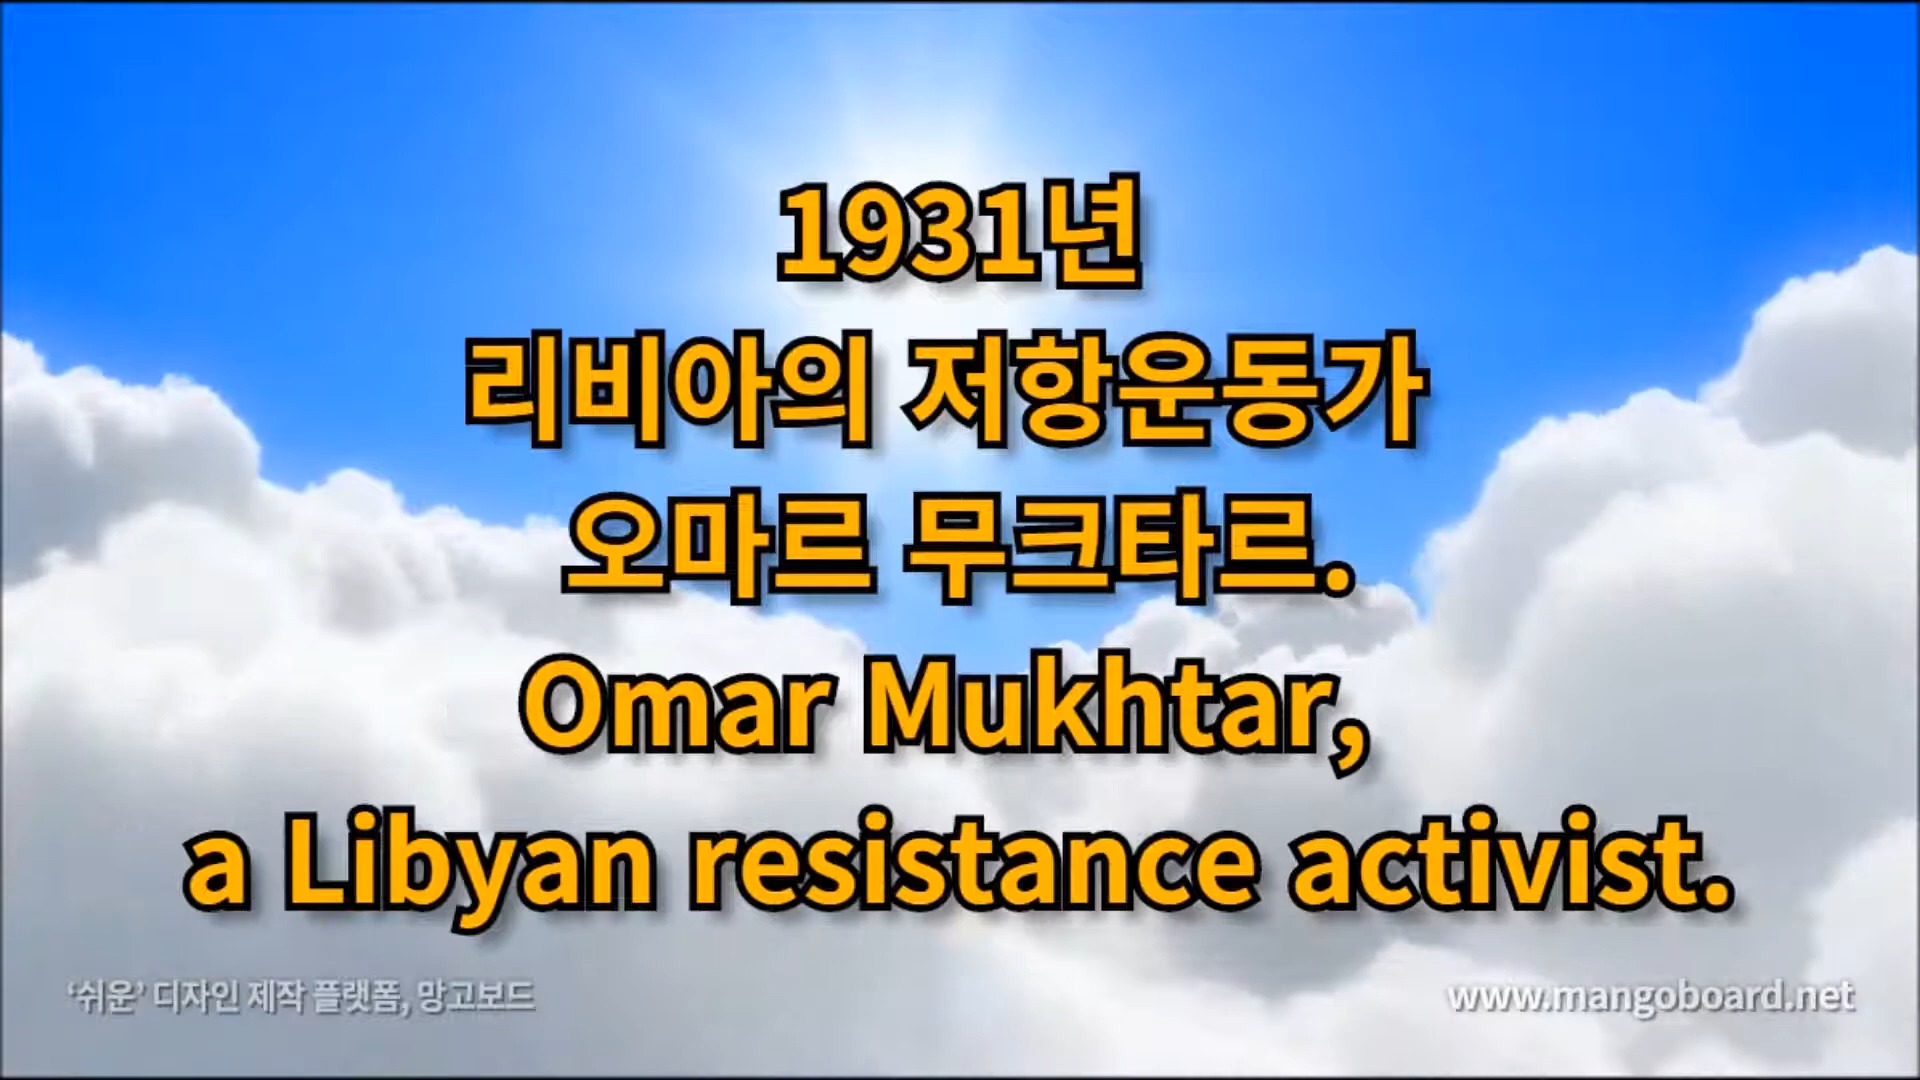 1931년
리비아의 저항운동가
오마르 무크타르.
Omar Mukhtar,
a Libyan resistance activist.
‘쉬운’ 디자인 제작 플랫폼, 망고보드
www.mangoboard.net